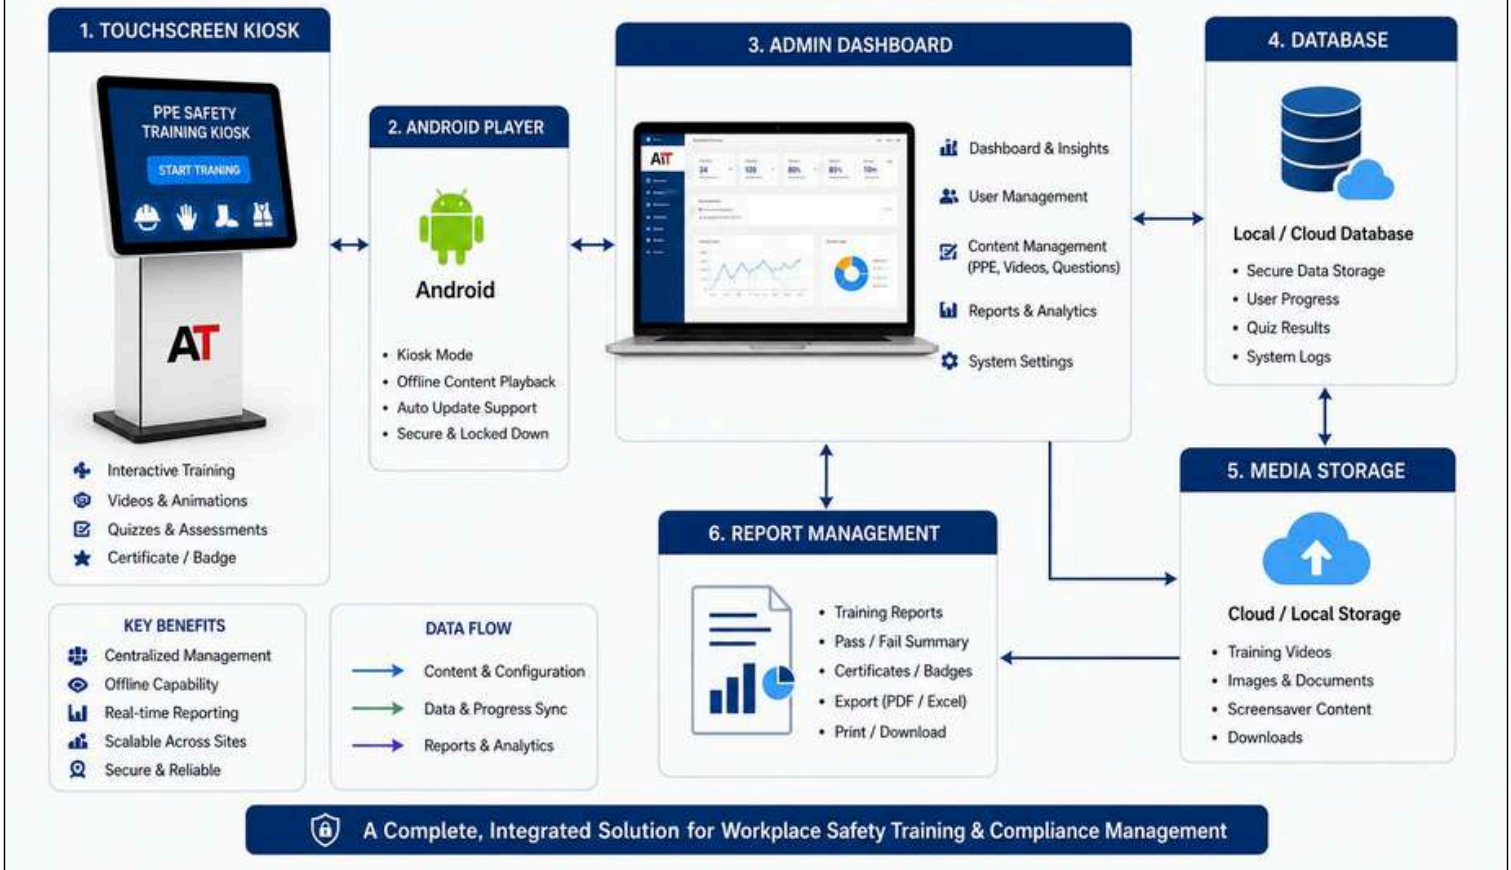 1. TOUCHSCREEN KIOSK
PPE SAFETY
TRAINING KIOSK
START TRANING
AT
Interactive Training
Videos & Animations
Quizzes & Assessments
Certificate / Badge
2. ANDROID PLAYER
Android
• Kiosk Mode
• Offline Content Playback
• Auto Update Support
• Secure & Locked Down
3. ADMIN DASHBOARD
AIT
24
120
80%
Dashboard & Insights
User Management
Content Management
(PPE, Videos, Questions)
Reports & Analytics
System Settings
4. DATABASE
Local / Cloud Database
• Secure Data Storage
• User Progress
• Quiz Results
• System Logs
5. MEDIA STORAGE
Cloud / Local Storage
• Training Videos
• Images & Documents
• Screensaver Content
• Downloads
6. REPORT MANAGEMENT
• Training Reports
• Pass / Fail Summary
• Certificates / Badges
• Export (PDF / Excel)
• Print / Download
KEY BENEFITS
Centralized Management
Offline Capability
Real-time Reporting
Scalable Across Sites
Secure & Reliable
DATA FLOW
Content & Configuration
Data & Progress Sync
Reports & Analytics
A Complete, Integrated Solution for Workplace Safety Training & Compliance Management